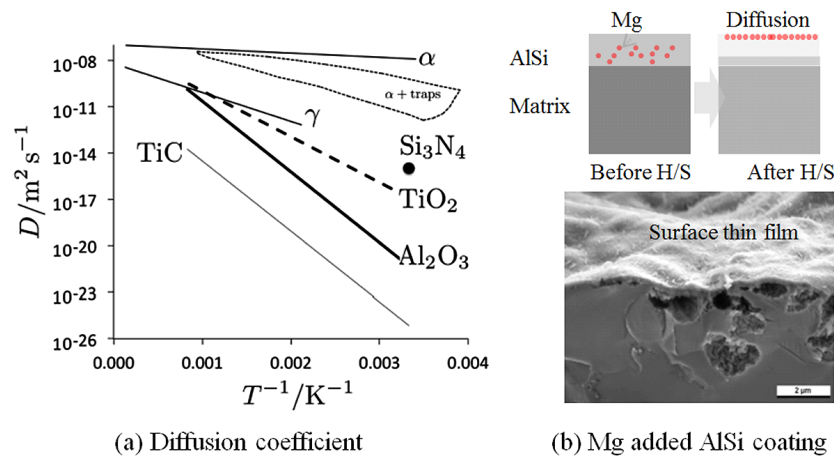 10-08
10-11
10-14
10-17
10-20
10-23
10-26
D/m² s⁻¹
0.000
0.001
0.002
0.003
0.004
T⁻¹/K⁻¹
α
α + traps
γ
Si₃N₄
TiC
TiO₂
Al₂O₃
(a) Diffusion coefficient
Mg
Diffusion
AlSi
Matrix
Before H/S
After H/S
Surface thin film
2 μm
(b) Mg added AlSi coating